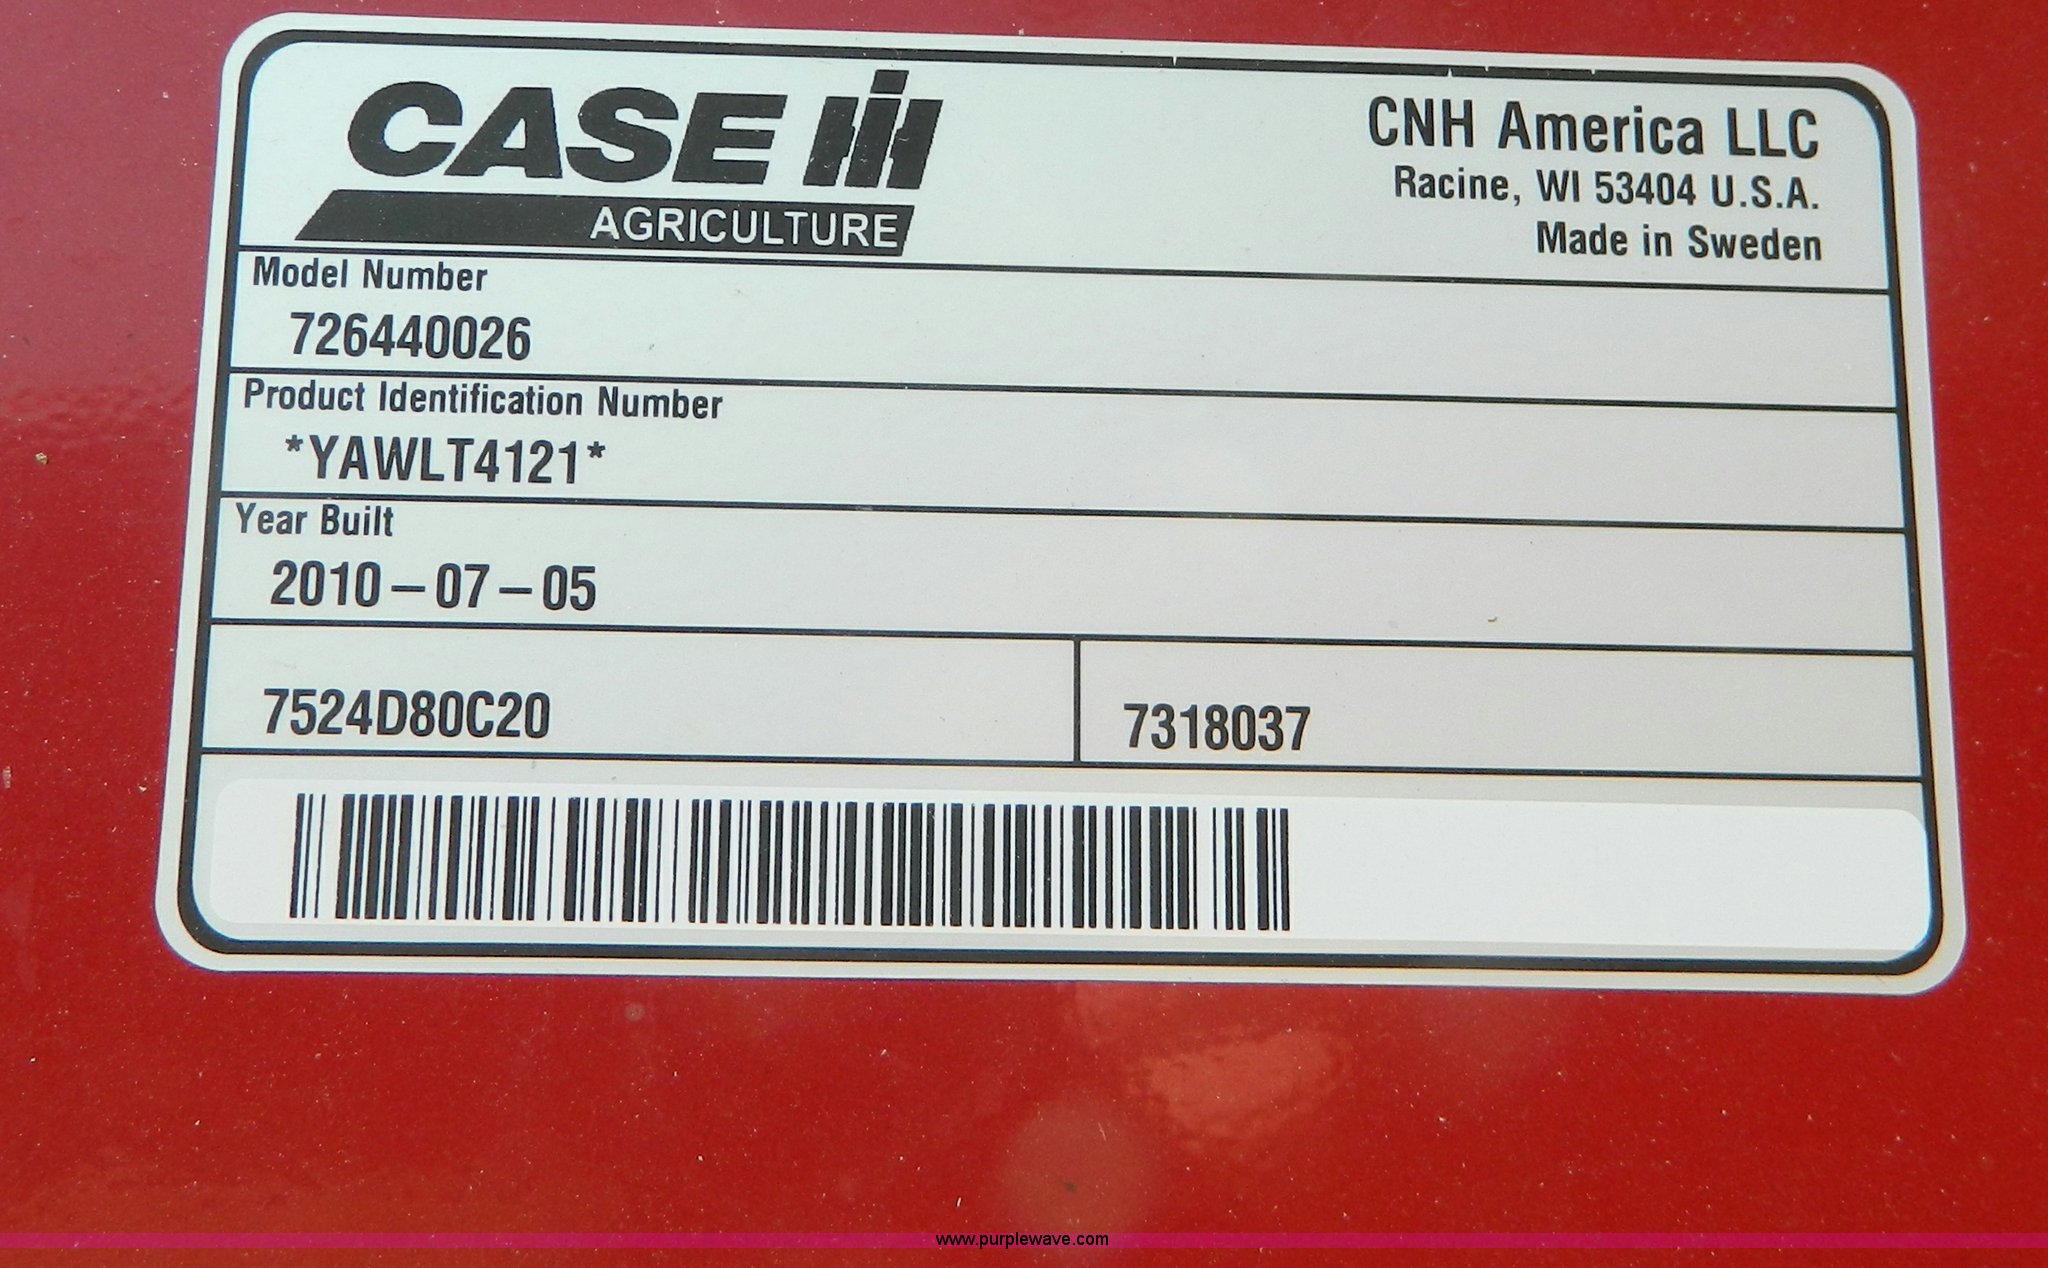 CASE IH
AGRICULTURE
CNH America LLC
Racine, WI 53404 U.S.A.
Made in Sweden
Model Number
726440026
Product Identification Number
*YAWLT4121*
Year Built
2010-07-05
7524D80C20
7318037
www.purplewave.com